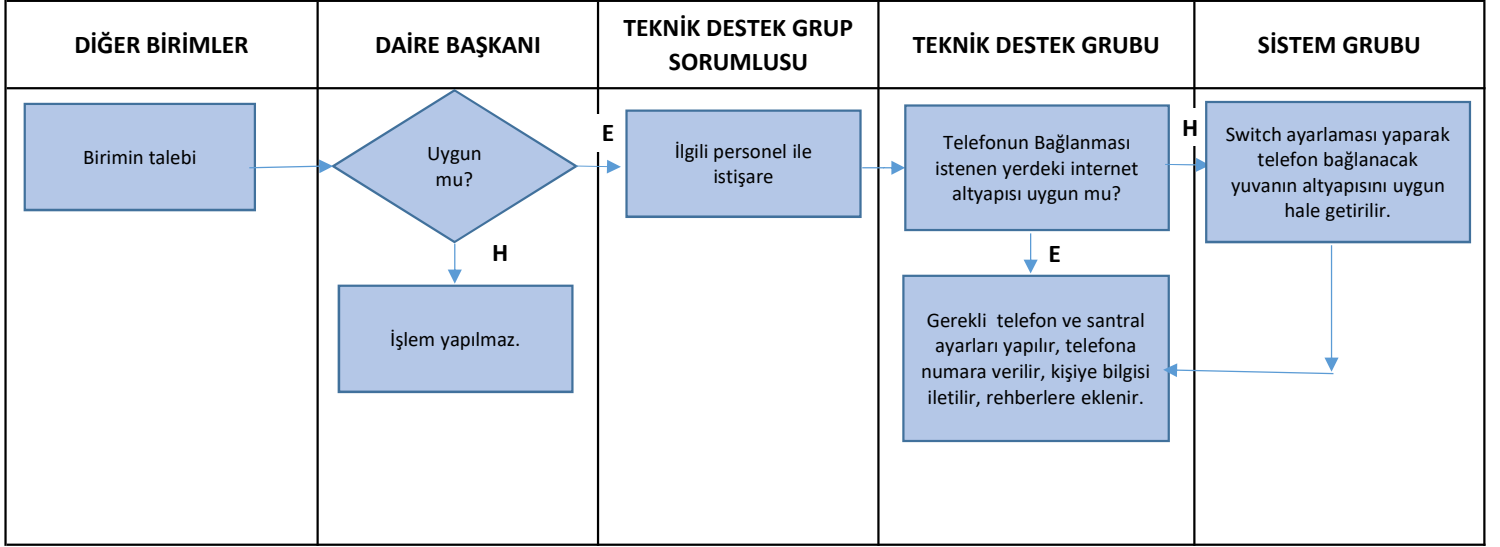 DİĞER BİRİMLER
DAİRE BAŞKANI
TEKNİK DESTEK GRUP
SORUMLUSU
TEKNİK DESTEK GRUBU
SİSTEM GRUBU
Birimin talebi
Uygun
mu?
E
H
İşlem yapılmaz.
İlgili personel ile
istişare
Telefonun Bağlanması
istenen yerdeki internet
altyapısı uygun mu?
H
E
Gerekli telefon ve santral
ayarları yapılır, telefona
numara verilir, kişiye bilgisi
iletilir, rehberlere eklenir.
Switch ayarlaması yaparak
telefon bağlanacak
yuvanın altyapısını uygun
hale getirilir.